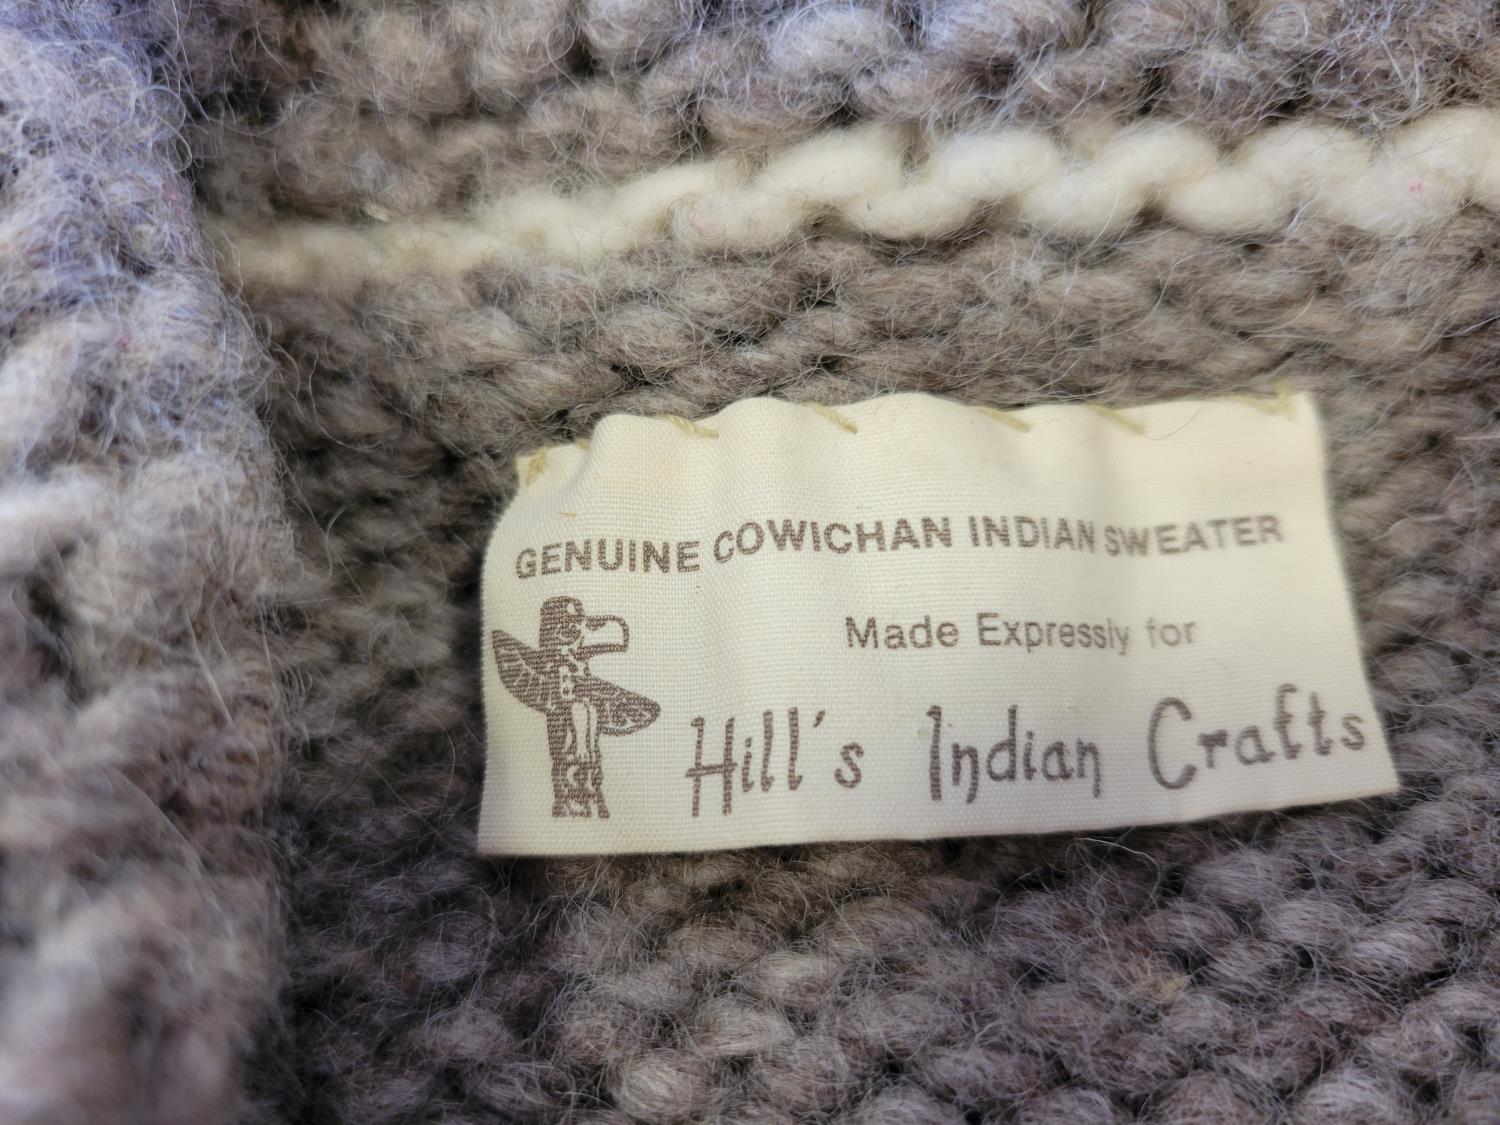 GENUINE COWICHAN INDIAN SWEATER
Made Expressly for
Hill's Indian Crafts